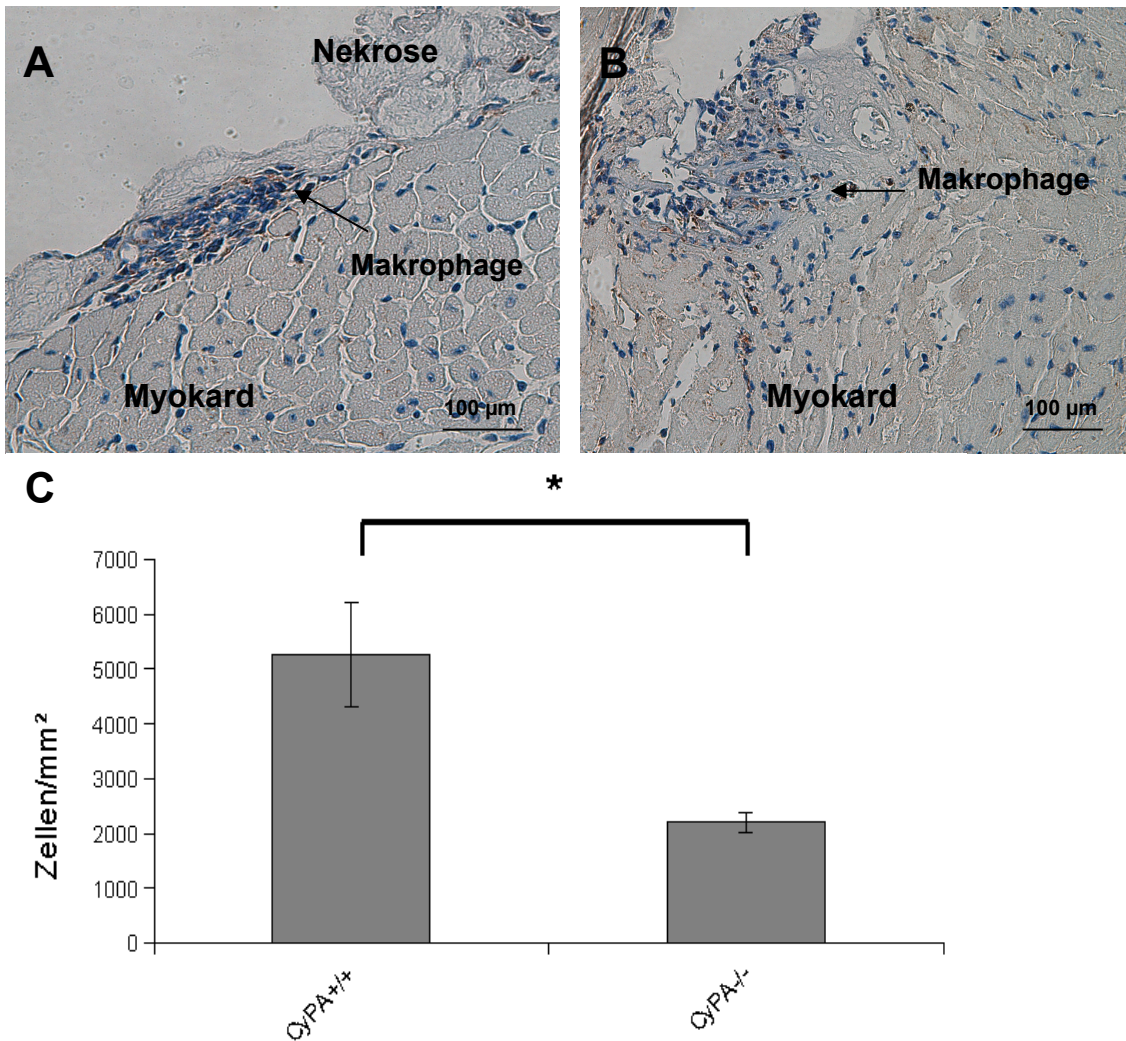 A
Nekrose
Makrophage
Myokard
100 µm
B
Makrophage
Myokard
100 µm
C
*
7000
6000
5000
4000
3000
2000
1000
0
Zellen/mm²
CyPA+/+
CyPA-/-